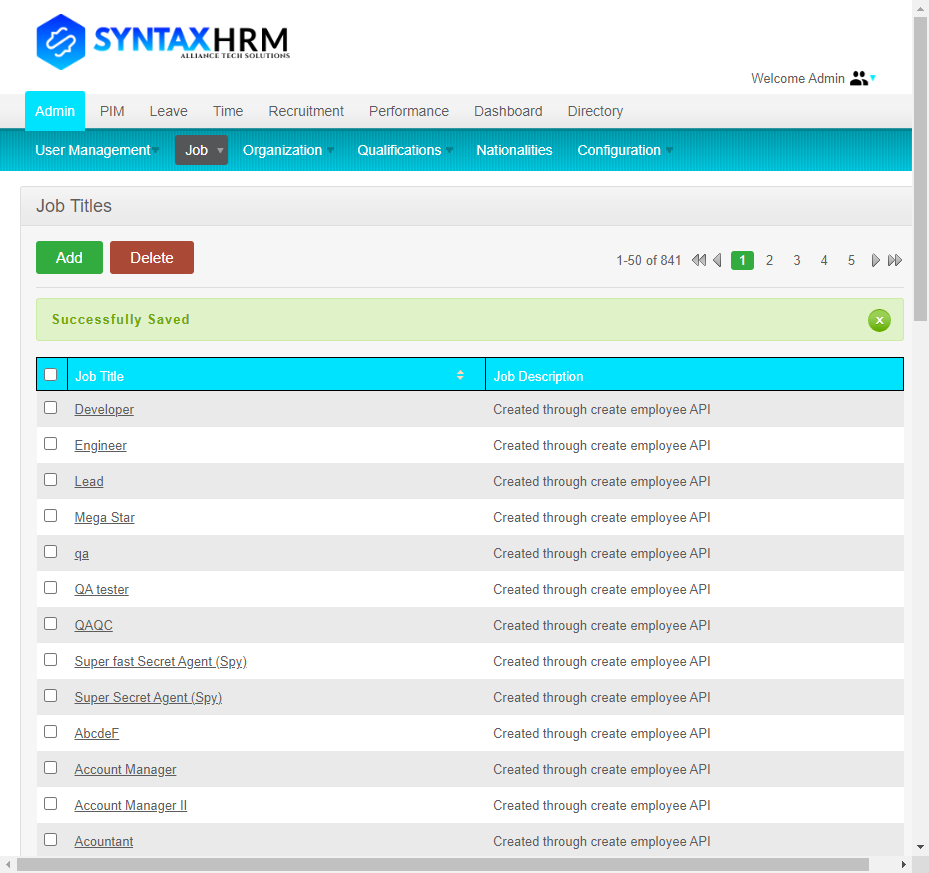 SYNTAXHRM
ALLIANCE TECH SOLUTIONS
Welcome Admin
Admin PIM Leave Time Recruitment Performance Dashboard Directory
User Management Job Organization Qualifications Nationalities Configuration
Job Titles
Add Delete 1-50 of 841 1 2 3 4 5
Successfully Saved
Job Title Job Description
Developer Created through create employee API
Engineer Created through create employee API
Lead Created through create employee API
Mega Star Created through create employee API
qa Created through create employee API
QA tester Created through create employee API
QAQC Created through create employee API
Super fast Secret Agent (Spy) Created through create employee API
Super Secret Agent (Spy) Created through create employee API
AbcdeF Created through create employee API
Account Manager Created through create employee API
Account Manager II Created through create employee API
Acountant Created through create employee API